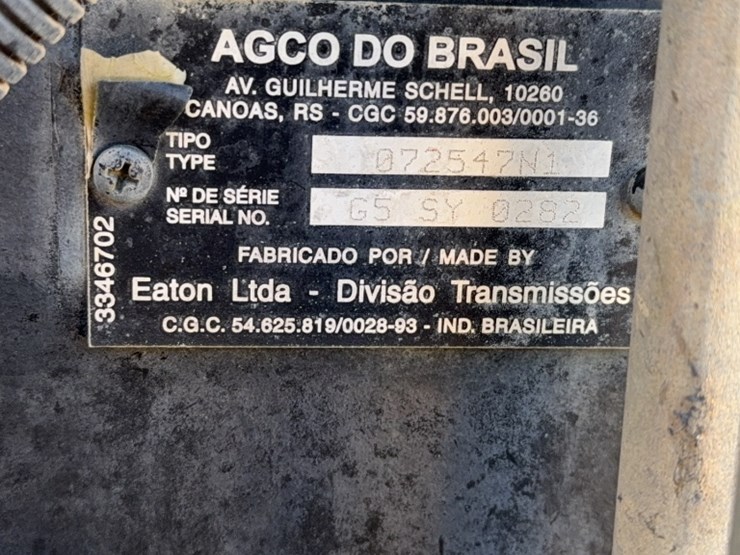 AGCO DO BRASIL
AV. GUILHERME SCHELL, 10260
CANOAS, RS - CGC 59.876.003/0001-36
TIPO
TYPE
072547N1
Nº DE SÉRIE
SERIAL NO.
G5 SY 0282
FABRICADO POR / MADE BY
Eaton Ltda - Divisão Transmissões
C.G.C. 54.625.819/0028-93 - IND. BRASILEIRA
3346702